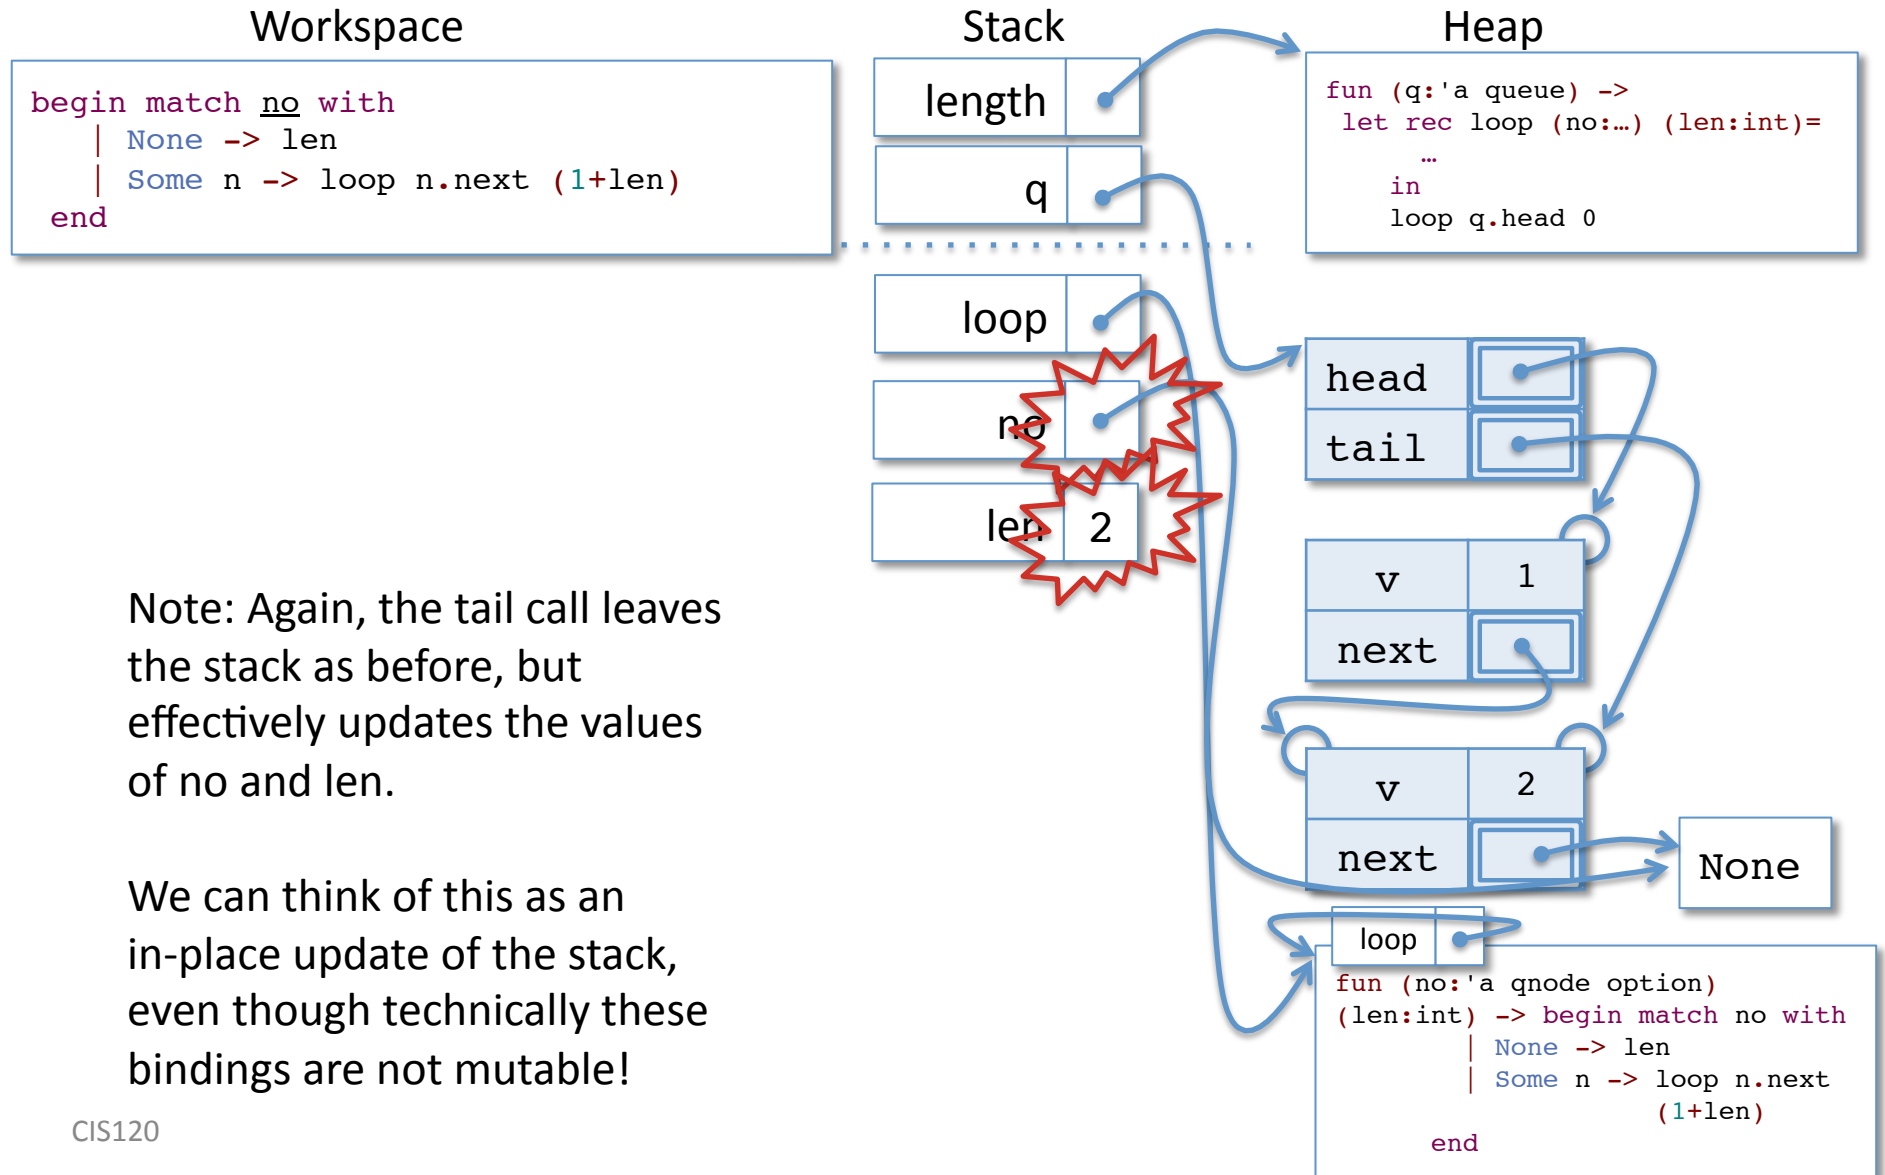 Workspace
begin match no with
| None -> len
| Some n -> loop n.next (1+len)
end
Note: Again, the tail call leaves
the stack as before, but
effectively updates the values
of no and len.
We can think of this as an
in-place update of the stack,
even though technically these
bindings are not mutable!
CIS120
Stack
length
q
loop
no
len 2
Heap
fun (q:'a queue) ->
let rec loop (no:…) (len:int)=
…
in
loop q.head 0
head
tail
v 1
next
v 2
next
None
loop
fun (no:'a qnode option)
(len:int) -> begin match no with
| None -> len
| Some n -> loop n.next
(1+len)
end